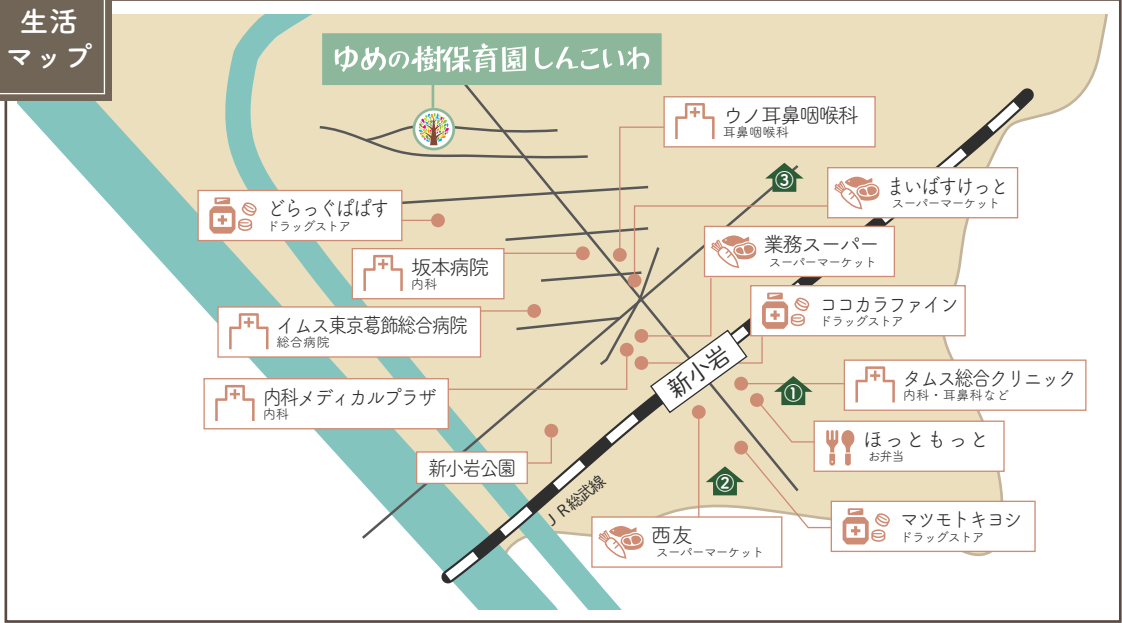 生活
マップ
ゆめの樹保育園しんこいわ
ウノ耳鼻咽喉科
耳鼻咽喉科
③
まいばすけっと
スーパーマーケット
どらっぐぱぱす
ドラッグストア
業務スーパー
スーパーマーケット
坂本病院
内科
ココカラファイン
ドラッグストア
イムス東京葛飾総合病院
総合病院
新小岩
タムス総合クリニック
内科・耳鼻科など
①
内科メディカルプラザ
内科
ほっともっと
お弁当
新小岩公園
②
JR総武線
マツモトキヨシ
ドラッグストア
西友
スーパーマーケット